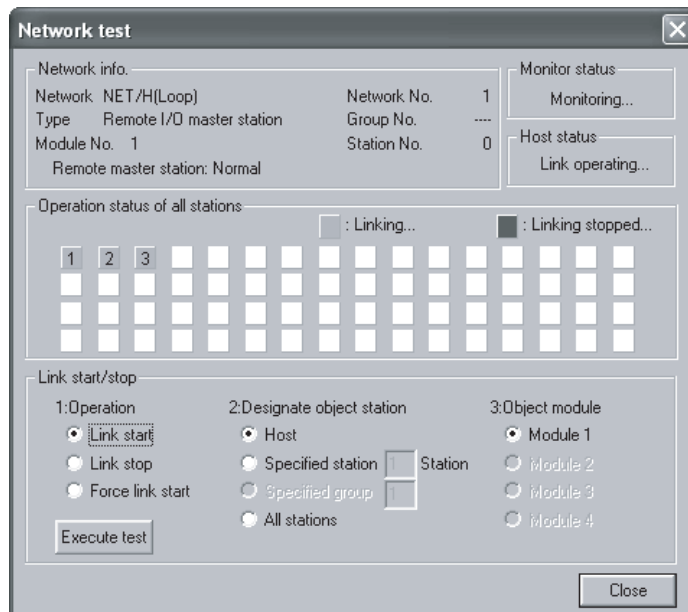 Network test
Network info.
Network NET/H(Loop) Network No. 1
Type Remote I/O master station Group No. ----
Module No. 1 Station No. 0
Remote master station: Normal
Monitor status
Monitoring...
Host status
Link operating...
Operation status of all stations
: Linking... : Linking stopped...
1 2 3
Link start/stop
1:Operation
Link start
Link stop
Force link start
Execute test
2:Designate object station
Host
Specified station 1 Station
Specified group 1
All stations
3:Object module
Module 1
Module 2
Module 3
Module 4
Close